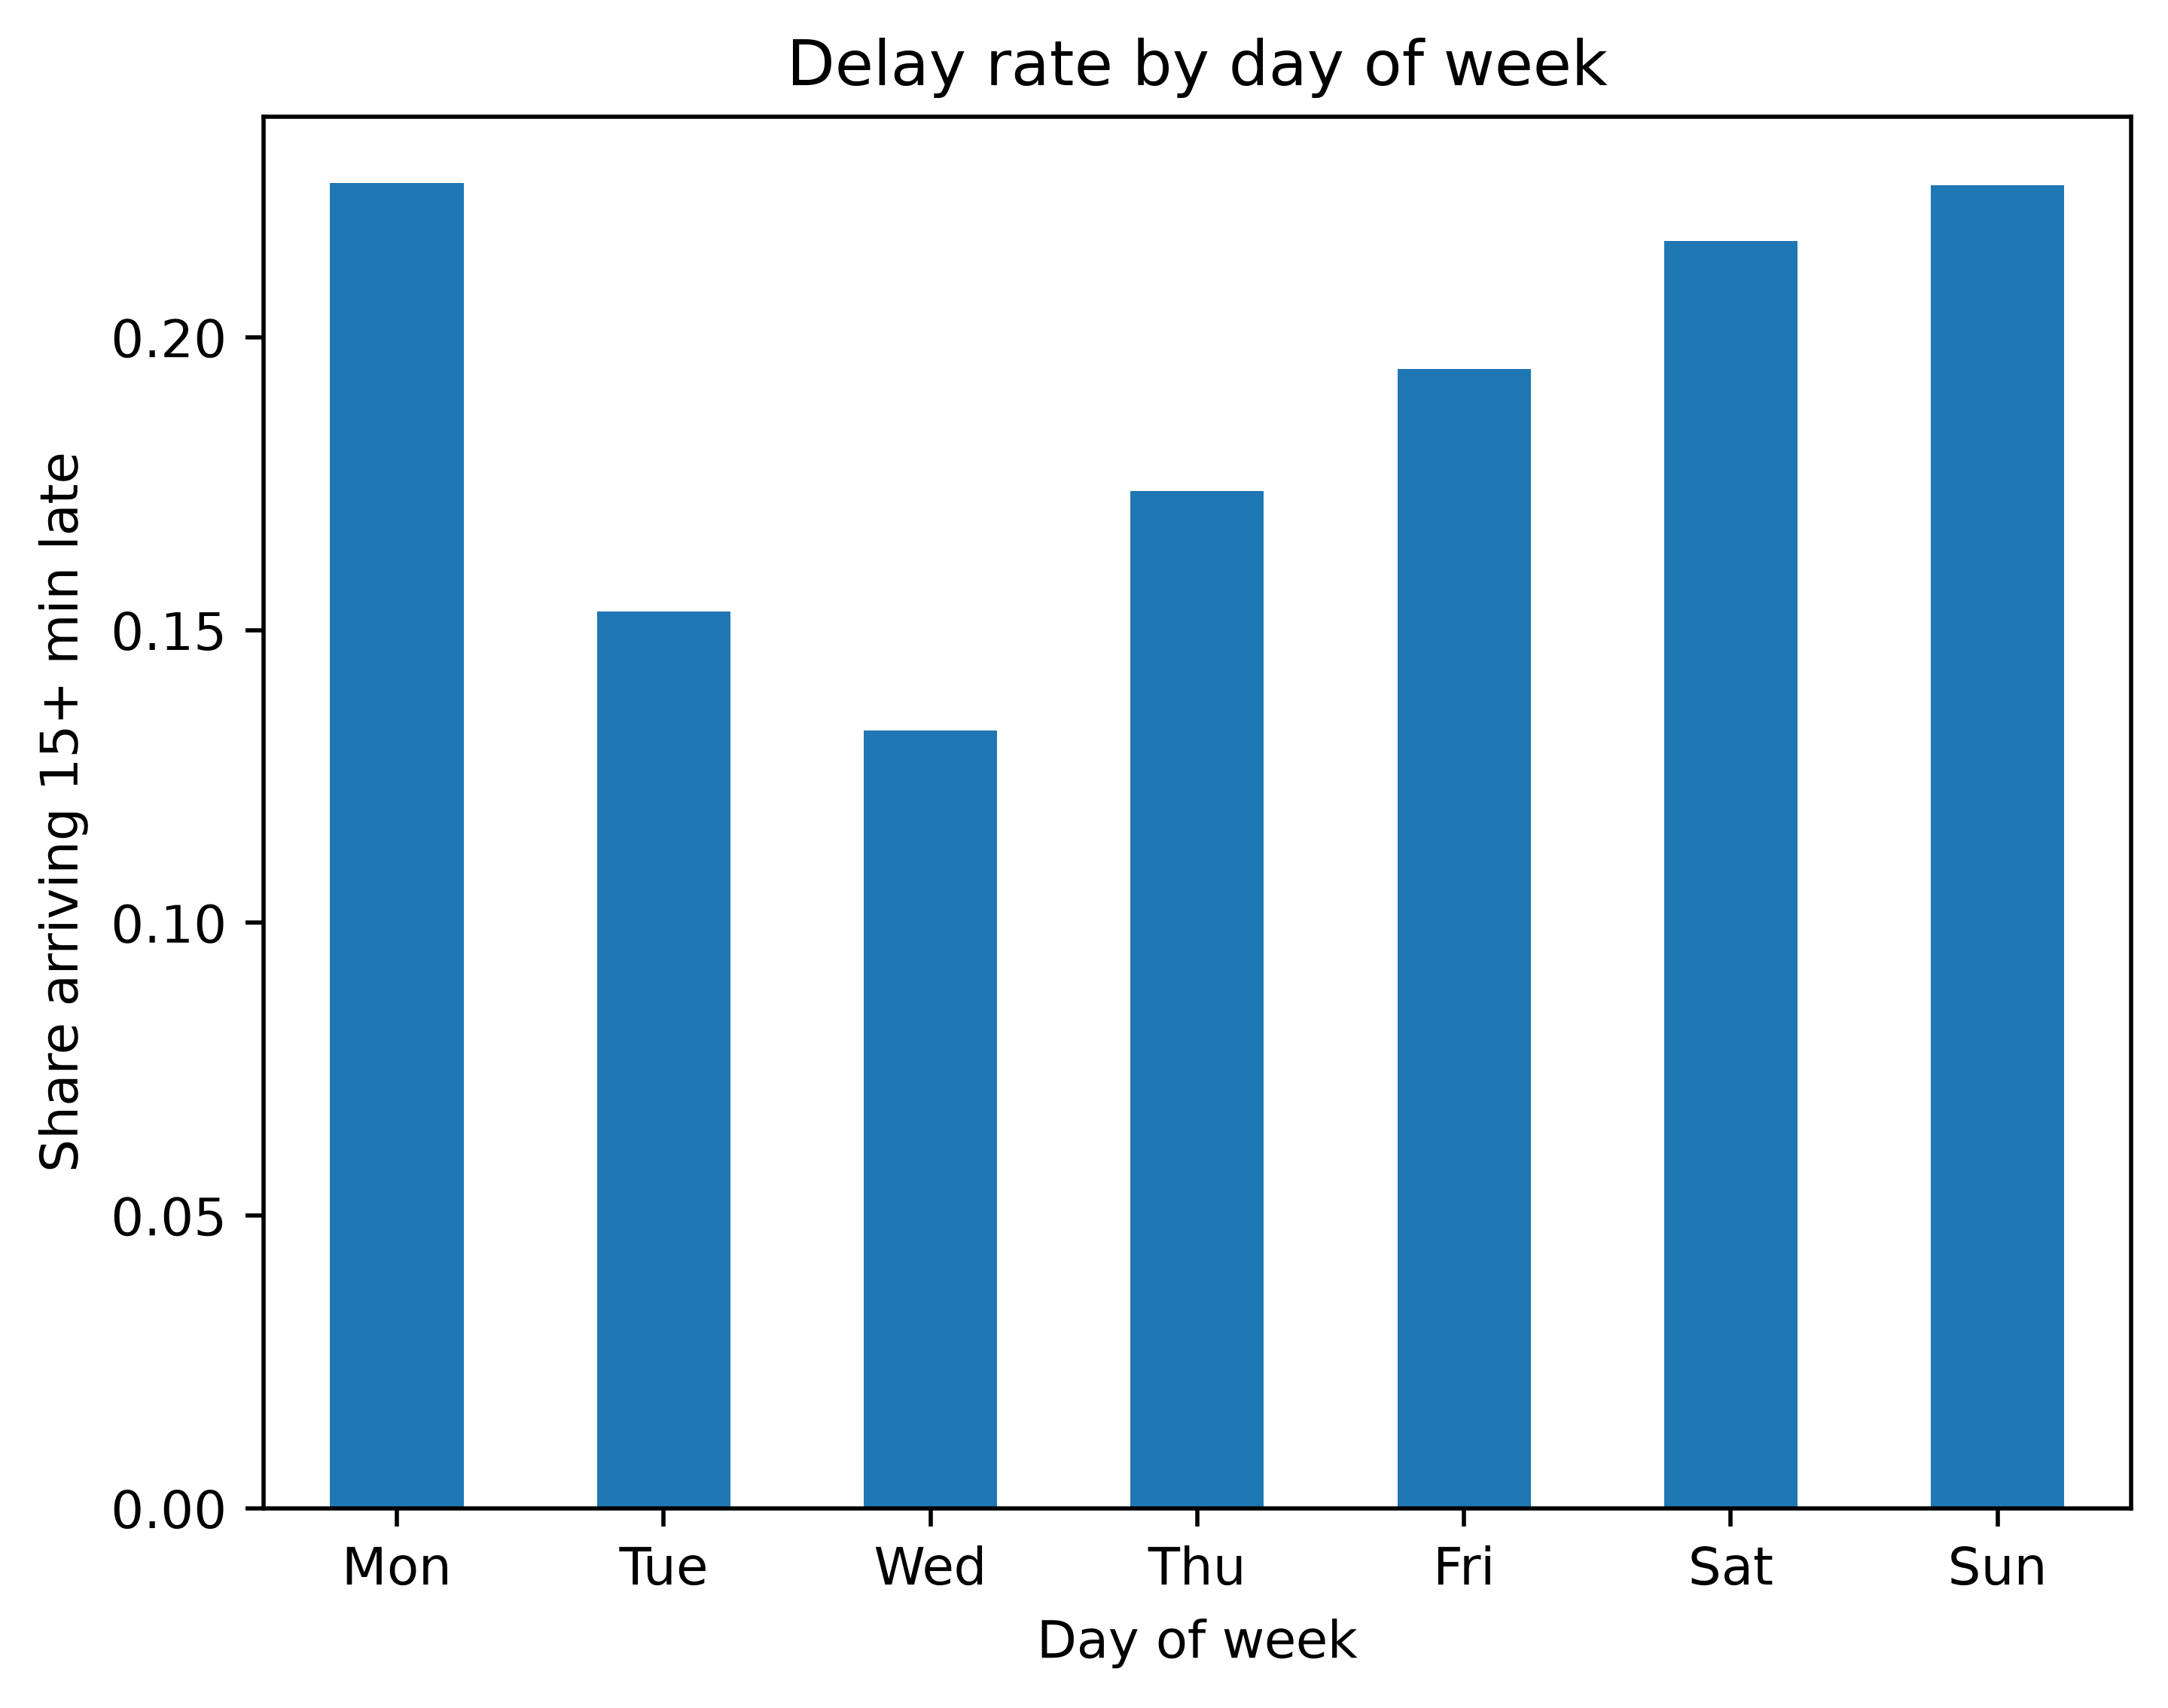 Delay rate by day of week
Share arriving 15+ min late
0.20
0.15
0.10
0.05
0.00
Mon Tue Wed Thu Fri Sat Sun
Day of week